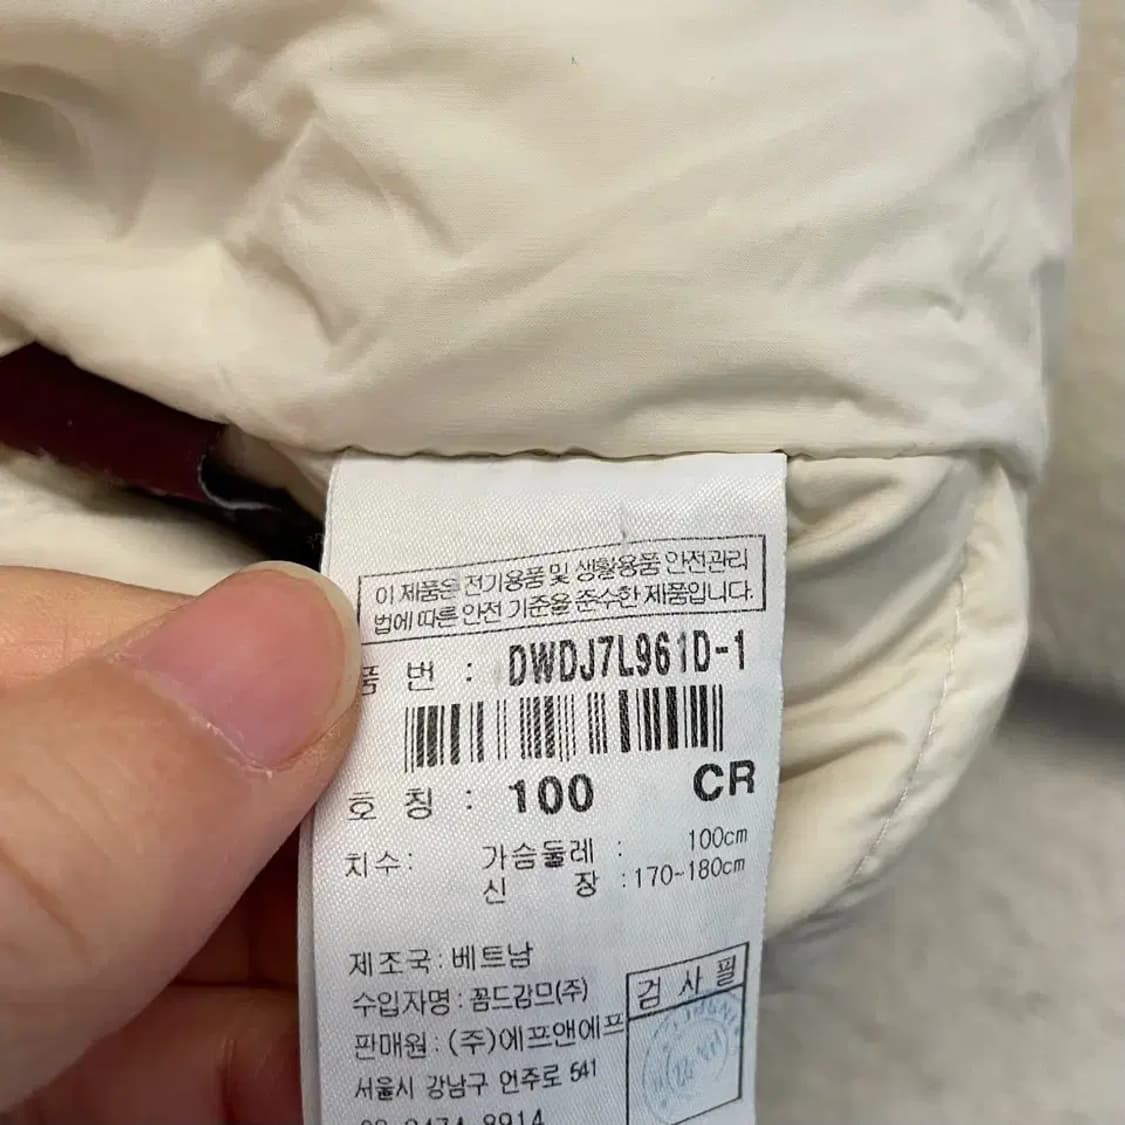 이 제품은 전기용품 및 생활용품 안전관리
법에 따른 안전 기준을 준수한 제품입니다.
품 번 : DWDJ7L961D-1
호 칭 : 100 CR
치수: 가슴둘레 : 100cm
신 장 : 170~180cm
제조국: 베트남
수입자명 : 꼼드감므(주)
판매원 : (주)에프앤에프
서울시 강남구 언주로 541
검 사 필